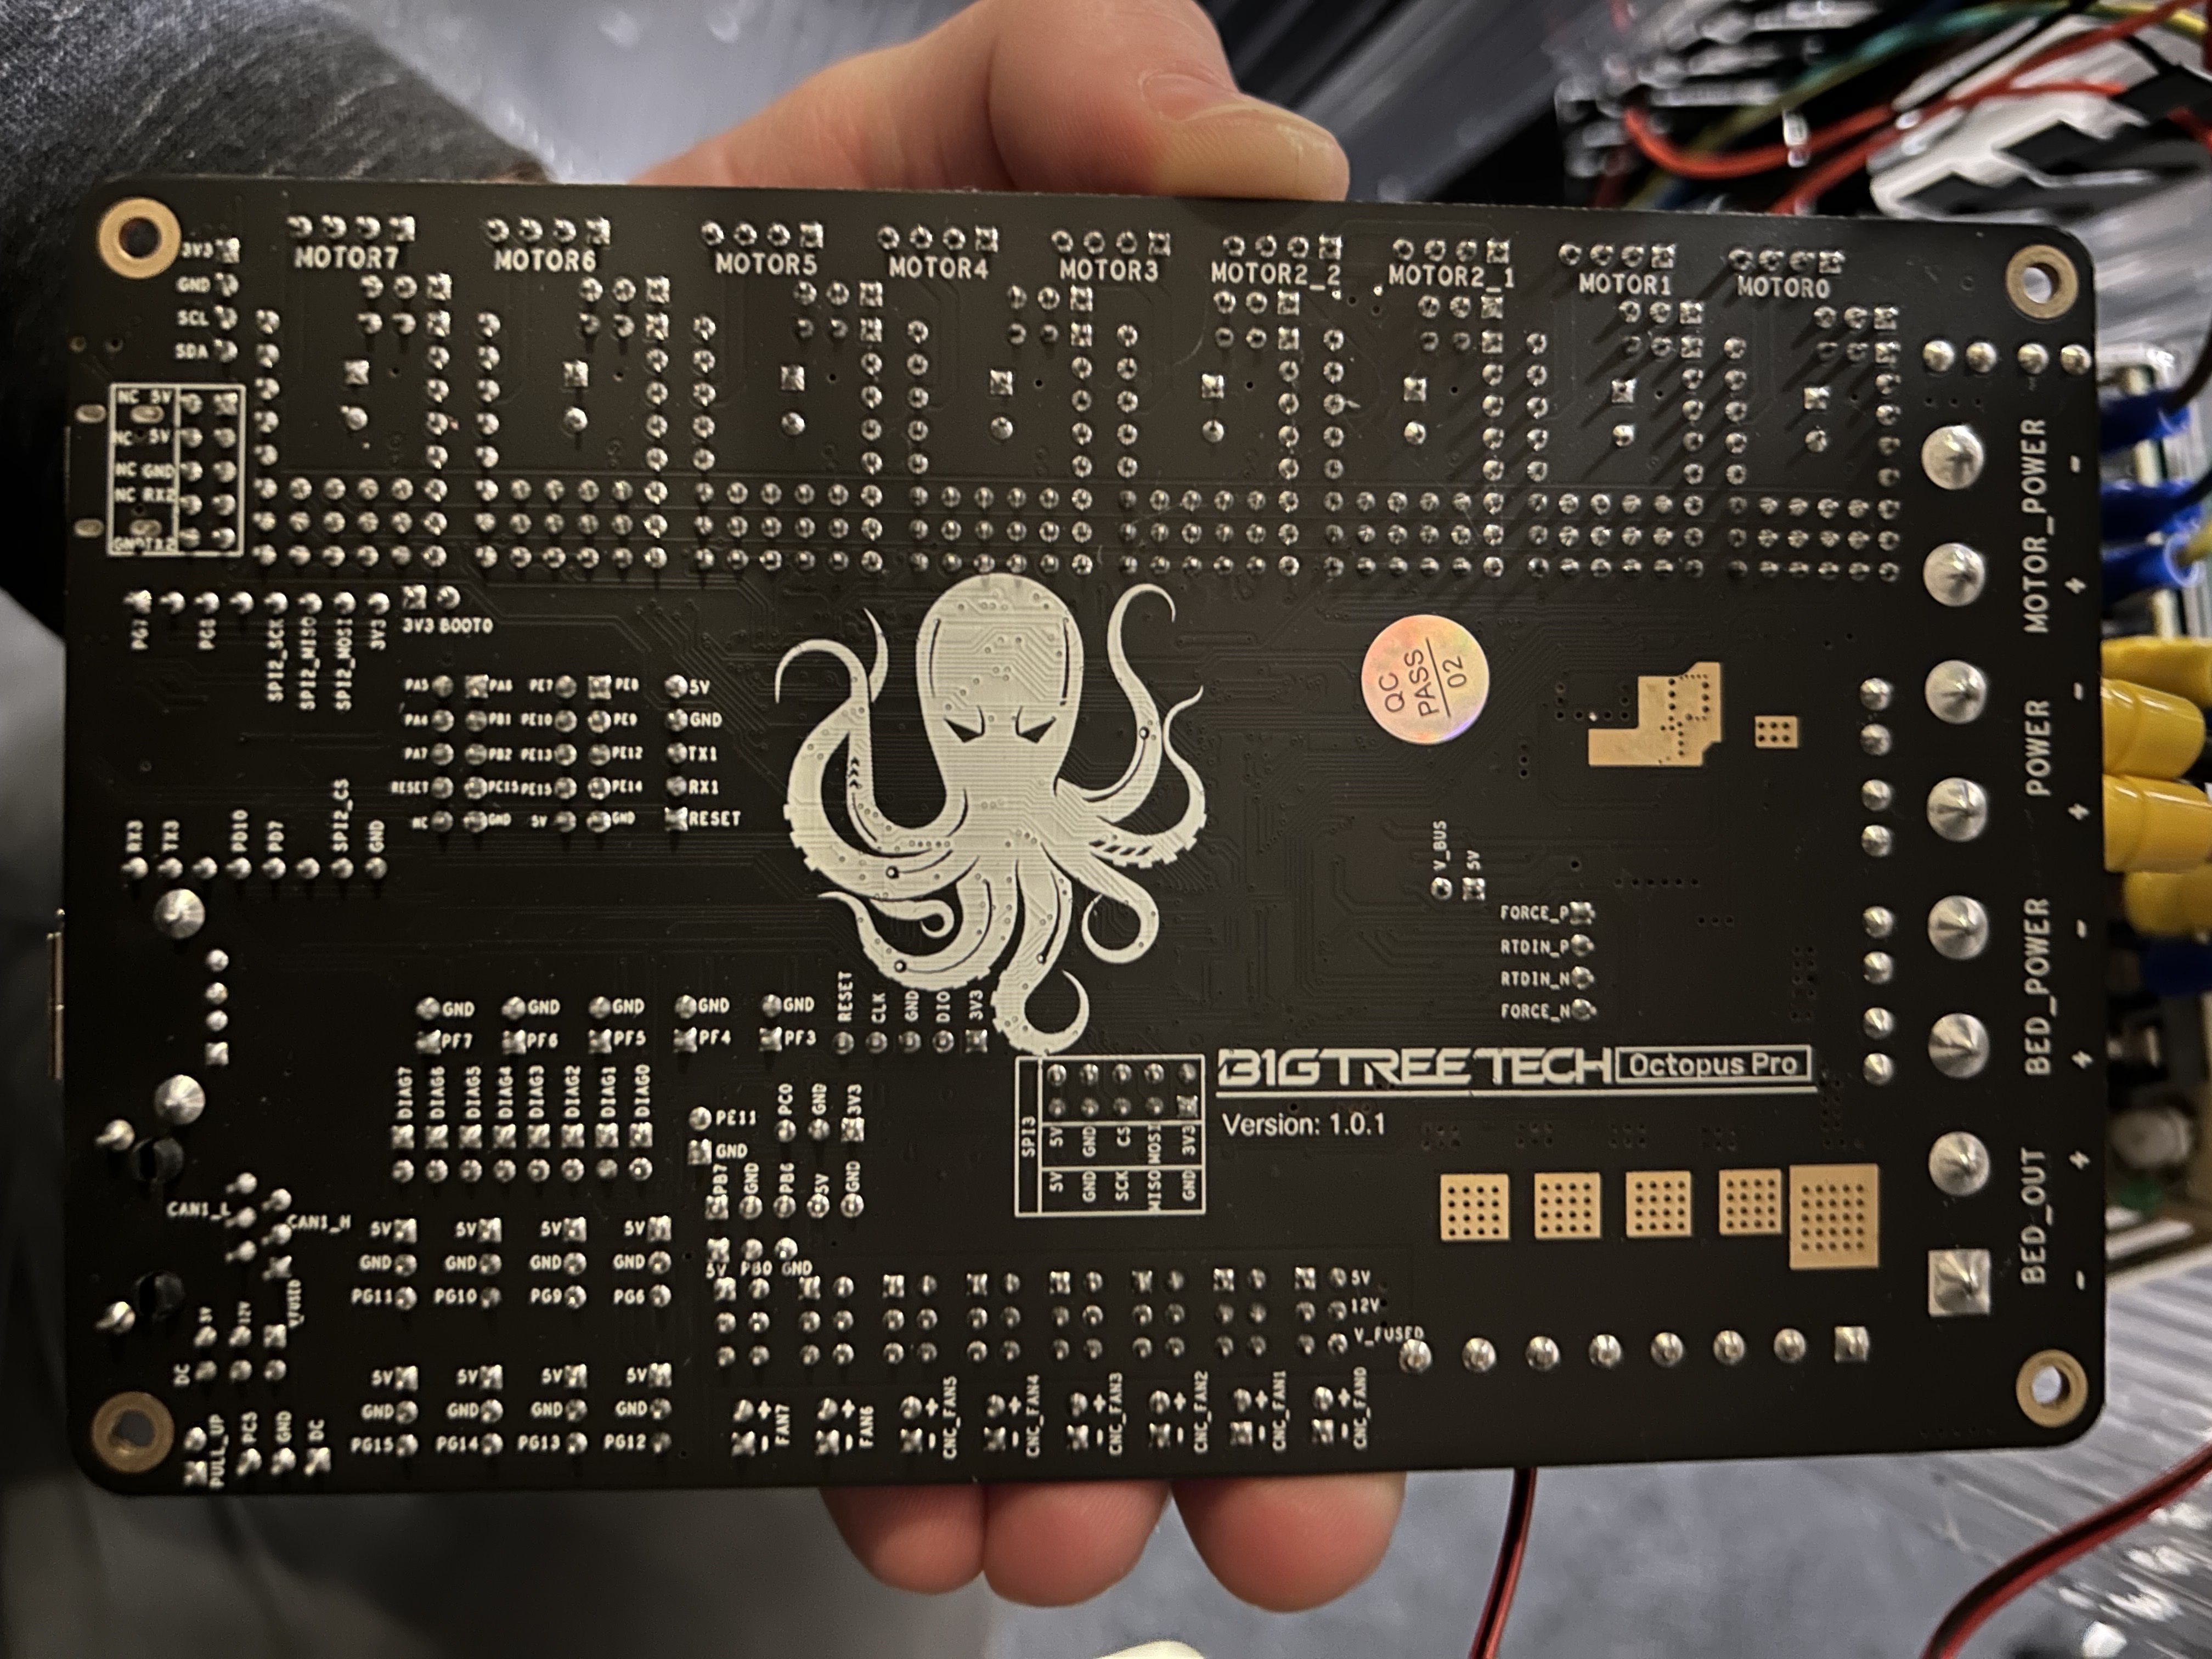 MOTOR7
MOTOR6
MOTOR5
MOTOR4
MOTOR3
MOTOR2_2
MOTOR2_1
MOTOR1
MOTOR0
3V3
GND
SCL
SDA
NC 5V
NC 5V
NC GND
NC RX2
GND TX2
MOTOR_POWER - +
POWER - +
BED_POWER - +
BED_OUT + -
PG8
SPI2_SCK
SPI2_MISO
SPI2_MOSI
3V3
3V3 BOOT0
PA5 PA6 PE7 PE8 5V
PA4 PB1 PE10 PE9 GND
PA7 PB2 PE13 PE12 TX1
RESET PC15 PE15 PE14 RX1
NC GND 5V GND RESET
QC
PASS
02
RX3
TX3
PD10
PD7
SPI2_CS
GND
V_BUS
5V
FORCE_P
RTDIN_P
RTDIN_N
FORCE_N
GND GND GND GND GND
PF7 PF6 PF5 PF4 PF3
RESET
CLK
GND
DIO
3V3
DIAG7
DIAG6
DIAG5
DIAG4
DIAG3
DIAG2
DIAG1
DIAG0
PE11
GND
PC0
GND
3V3
PB7
GND
PB6
5V
GND
5V PB0 GND
SPI3
5V GND CS MOSI 3V3
5V GND SCK MISO GND
BIGTREETECH Octopus Pro
Version: 1.0.1
CAN1_L
CAN1_H
5V 5V 5V 5V
GND GND GND GND
PG11 PG10 PG9 PG6
5V
12V
V_FUSED
5V
12V
V_FUSED
DC
5V 5V 5V 5V
GND GND GND GND
PG15 PG14 PG13 PG12
PULL_UP
PC5
GND
DC
- + FAN7
- + FAN6
- + CNC_FAN5
- + CNC_FAN4
- + CNC_FAN3
- + CNC_FAN2
- + CNC_FAN1
- + CNC_FAN0